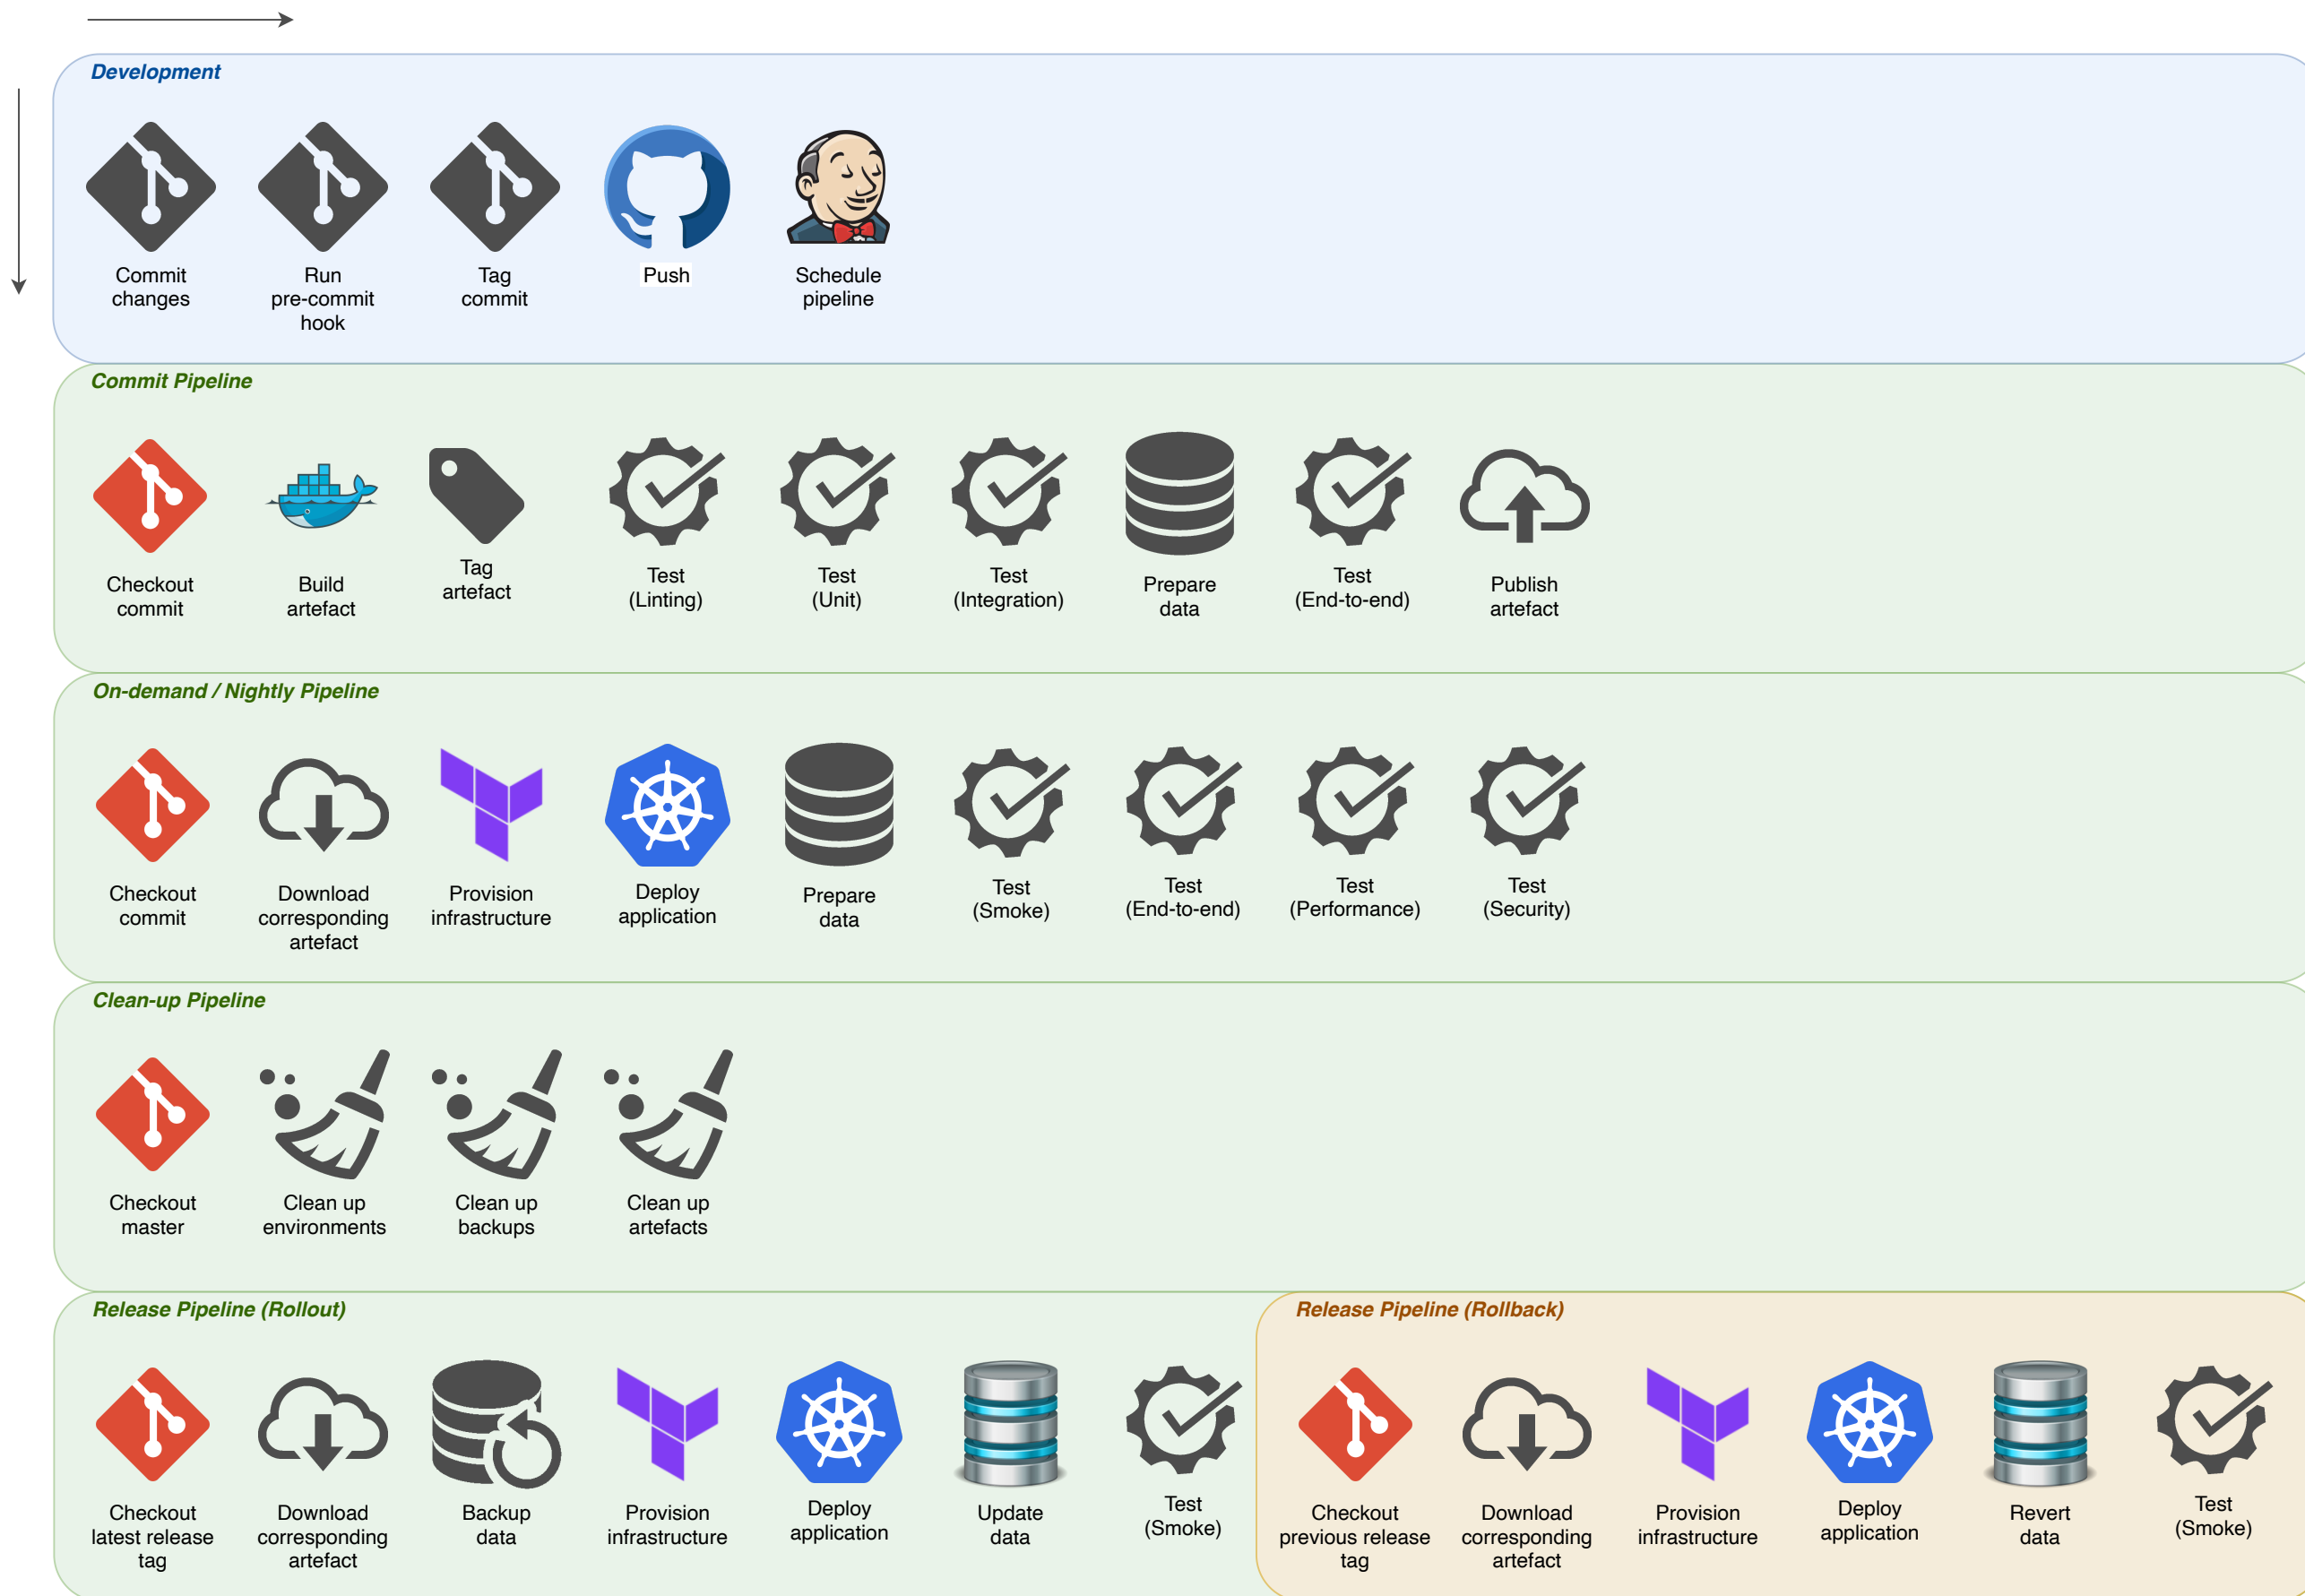 Development
Commit
changes
Run
pre-commit
hook
Tag
commit
Push
Schedule
pipeline
Commit Pipeline
Checkout
commit
Build
artefact
Tag
artefact
Test
(Linting)
Test
(Unit)
Test
(Integration)
Prepare
data
Test
(End-to-end)
Publish
artefact
On-demand / Nightly Pipeline
Checkout
commit
Download
corresponding
artefact
Provision
infrastructure
Deploy
application
Prepare
data
Test
(Smoke)
Test
(End-to-end)
Test
(Performance)
Test
(Security)
Clean-up Pipeline
Checkout
master
Clean up
environments
Clean up
backups
Clean up
artefacts
Release Pipeline (Rollout)
Checkout
latest release
tag
Download
corresponding
artefact
Backup
data
Provision
infrastructure
Deploy
application
Update
data
Test
(Smoke)
Release Pipeline (Rollback)
Checkout
previous release
tag
Download
corresponding
artefact
Provision
infrastructure
Deploy
application
Revert
data
Test
(Smoke)